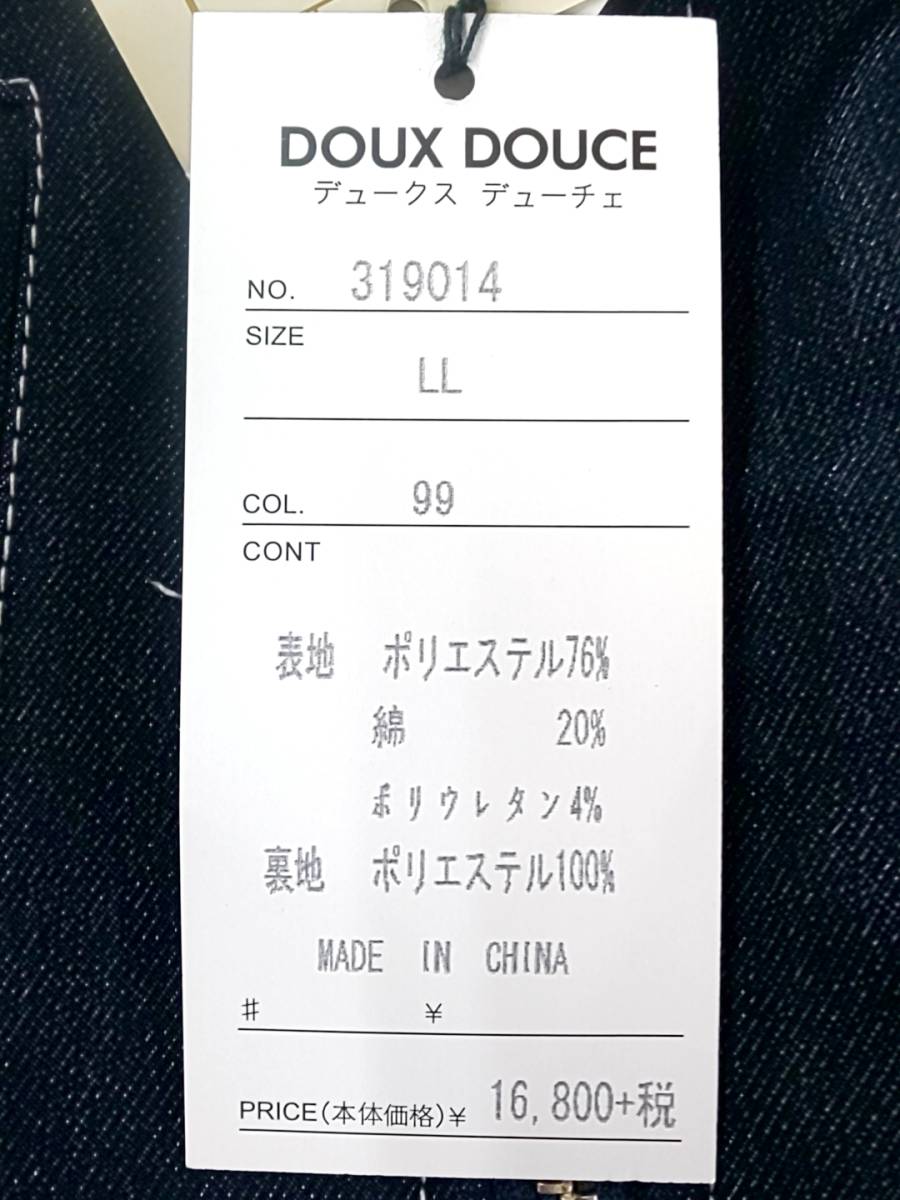 DOUX DOUCE
デュークス デューチェ
NO. 319014
SIZE
LL
COL. 99
CONT
表地 ポリエステル76%
綿 20%
ポリウレタン4%
裏地 ポリエステル100%
MADE IN CHINA
# ¥
PRICE(本体価格)¥ 16,800+税